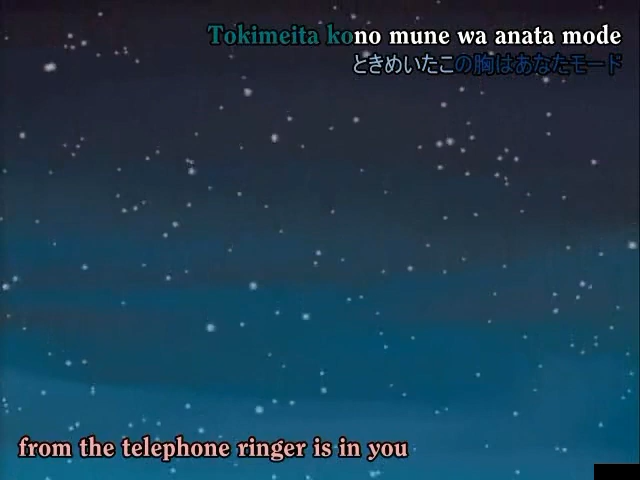 Tokimeita kono mune wa anata mode
ときめいたこの胸はあなたモード
from the telephone ringer is in you